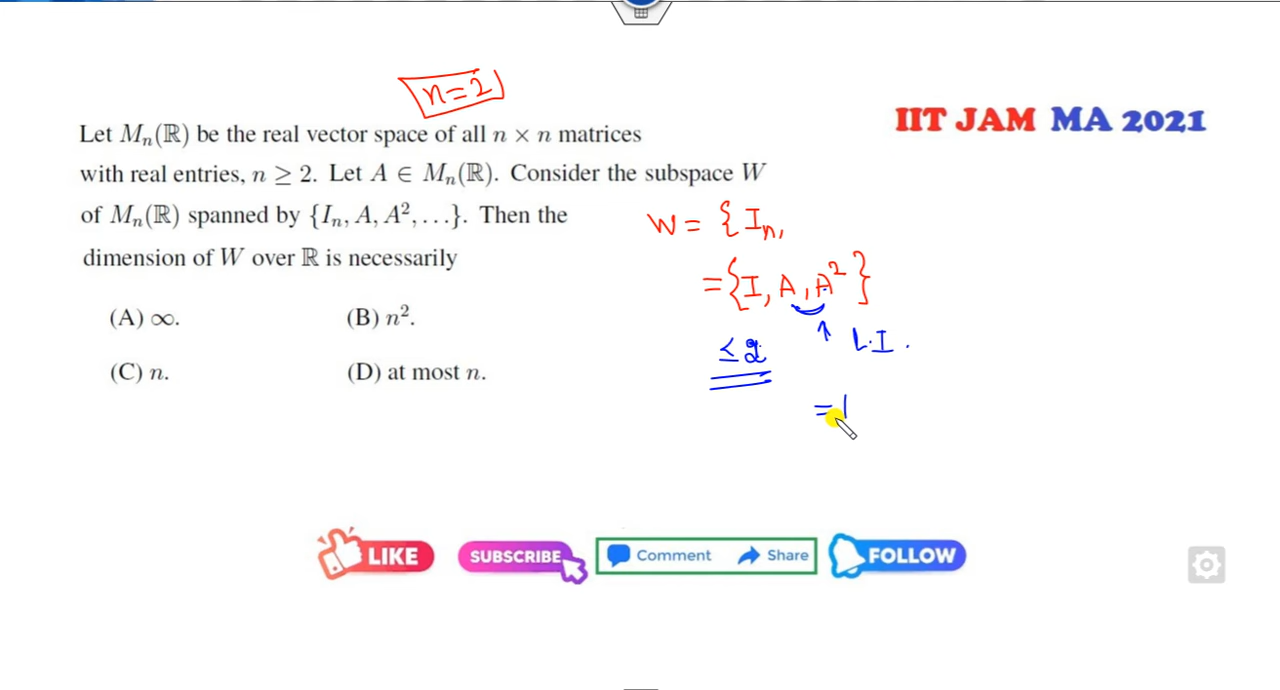 n=2
IIT JAM MA 2021
Let Mₙ(ℝ) be the real vector space of all n × n matrices
with real entries, n ≥ 2. Let A ∈ Mₙ(ℝ). Consider the subspace W
of Mₙ(ℝ) spanned by {Iₙ, A, A², . . .}. Then the
dimension of W over ℝ is necessarily
(A) ∞. (B) n².
(C) n. (D) at most n.
W = {Iₙ,
= {I, A, A²}
≤ 2 L.I.
=1
LIKE SUBSCRIBE Comment Share FOLLOW